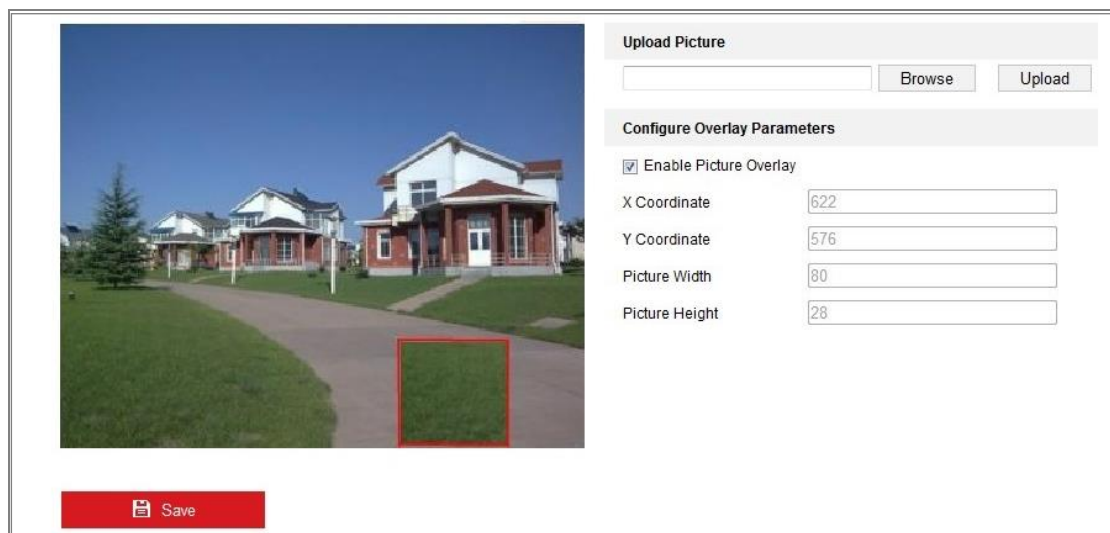 Upload Picture
Browse Upload
Configure Overlay Parameters
Enable Picture Overlay
X Coordinate 622
Y Coordinate 576
Picture Width 80
Picture Height 28
Save